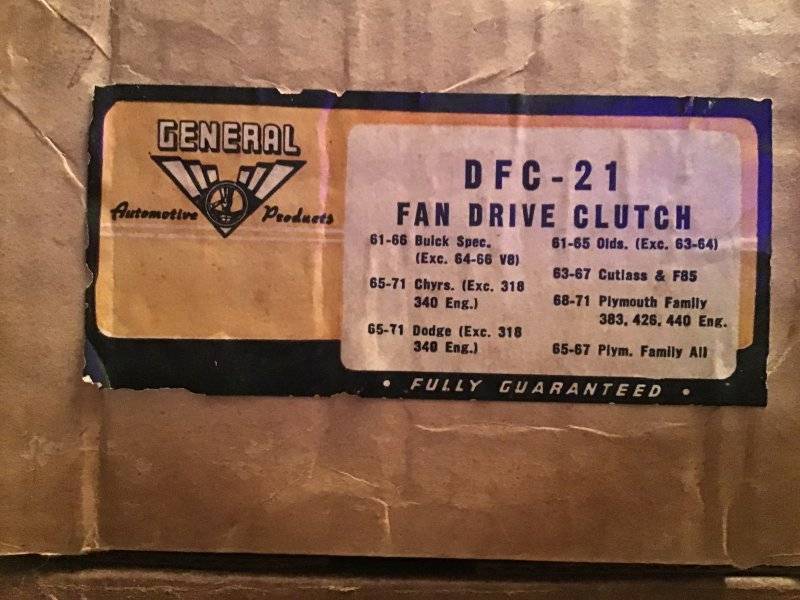 GENERAL
Automotive Products
DFC-21
FAN DRIVE CLUTCH
61-66 Buick Spec.
(Exc. 64-66 V8)
65-71 Chyrs. (Exc. 318
340 Eng.)
65-71 Dodge (Exc. 318
340 Eng.)
61-65 Olds. (Exc. 63-64)
63-67 Cutlass & F85
68-71 Plymouth Family
383, 426, 440 Eng.
65-67 Plym. Family All
• FULLY GUARANTEED •